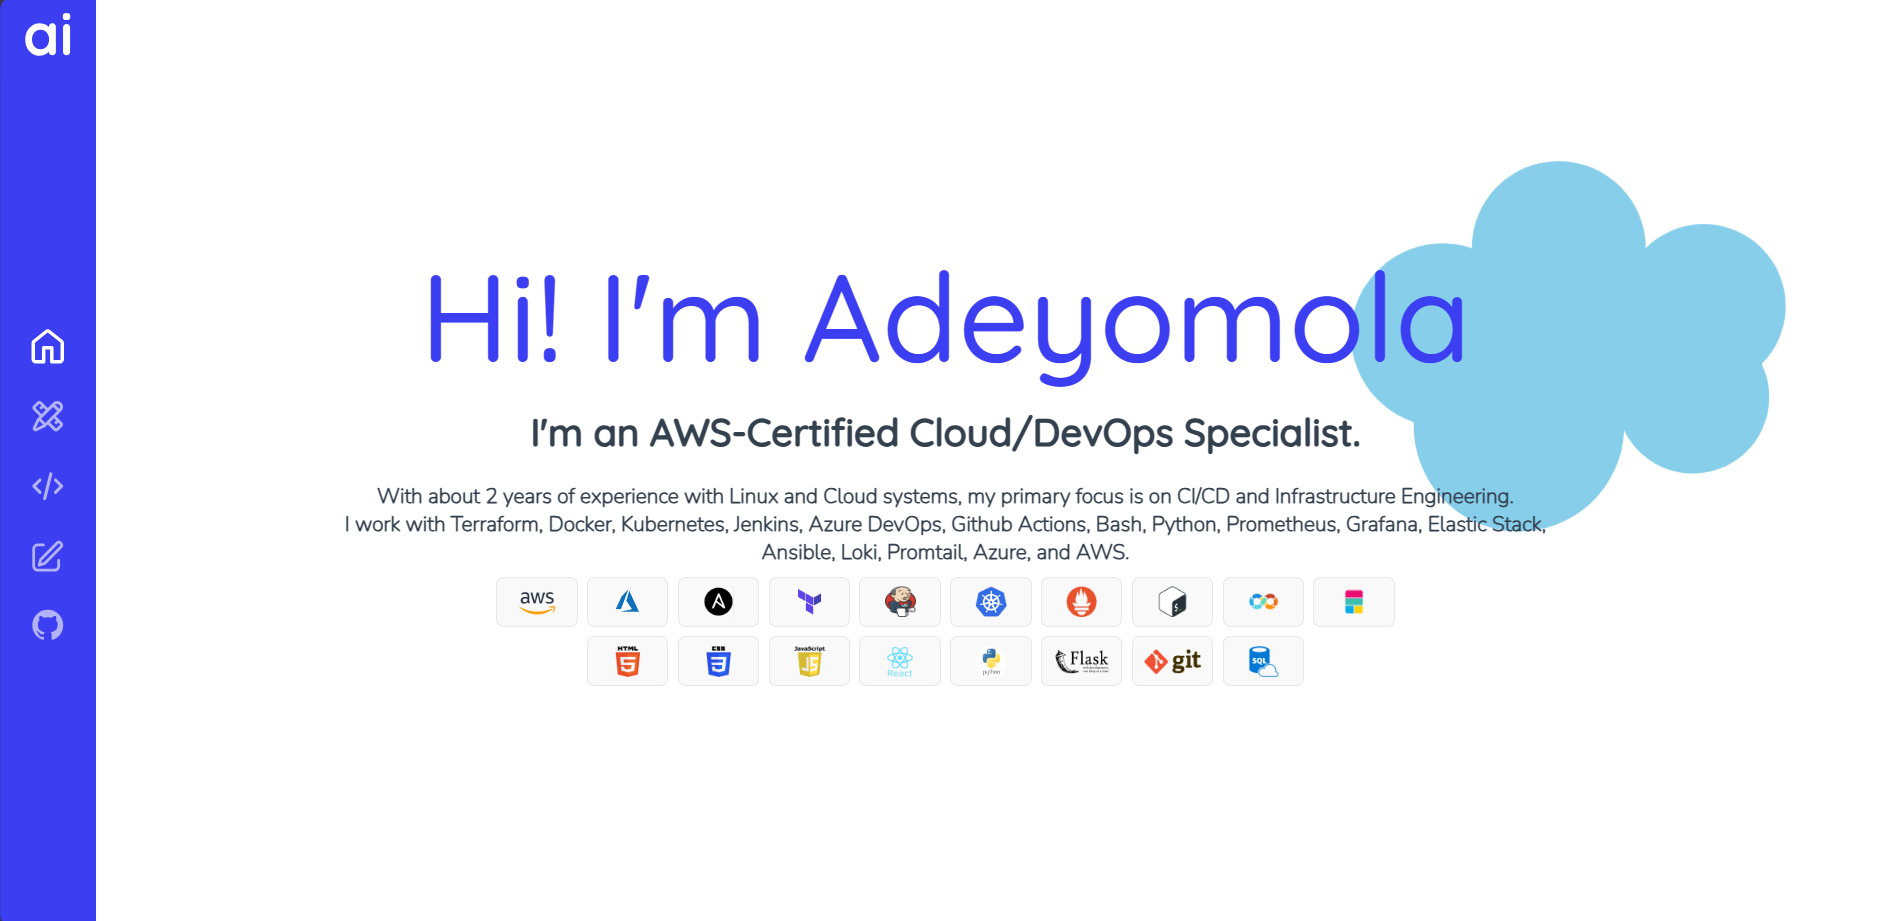 ai
Hi! I'm Adeyomola
I'm an AWS-Certified Cloud/DevOps Specialist.
With about 2 years of experience with Linux and Cloud systems, my primary focus is on CI/CD and Infrastructure Engineering.
I work with Terraform, Docker, Kubernetes, Jenkins, Azure DevOps, Github Actions, Bash, Python, Prometheus, Grafana, Elastic Stack,
Ansible, Loki, Promtail, Azure, and AWS.
aws
HTML 5 CSS 3 JavaScript JS React python Flask git SQL